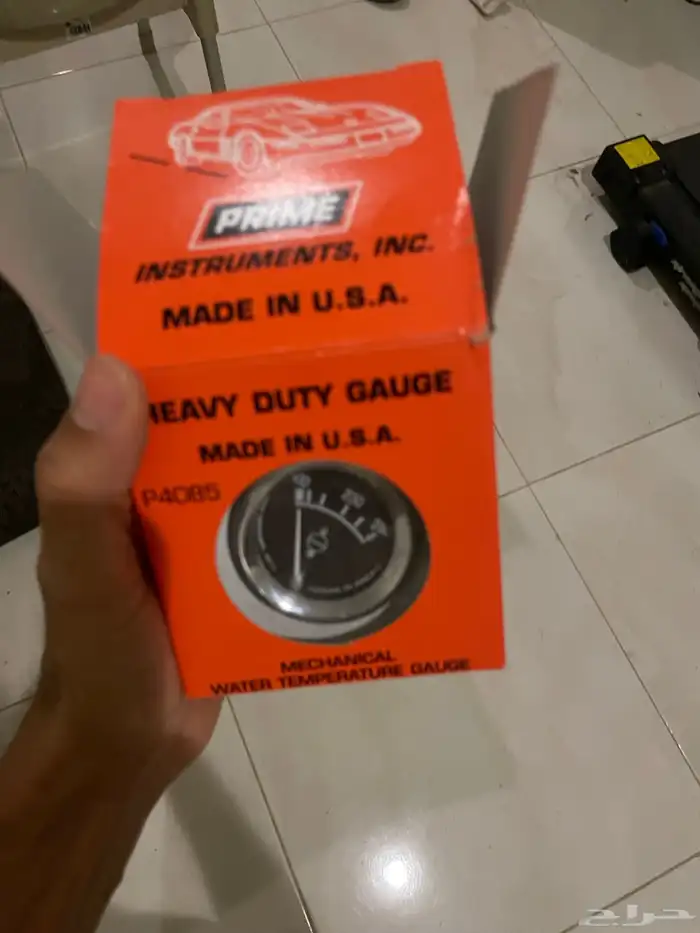 PRIME
INSTRUMENTS, INC.
MADE IN U.S.A.
HEAVY DUTY GAUGE
MADE IN U.S.A.
P4085
MECHANICAL
WATER TEMPERATURE GAUGE
حراج